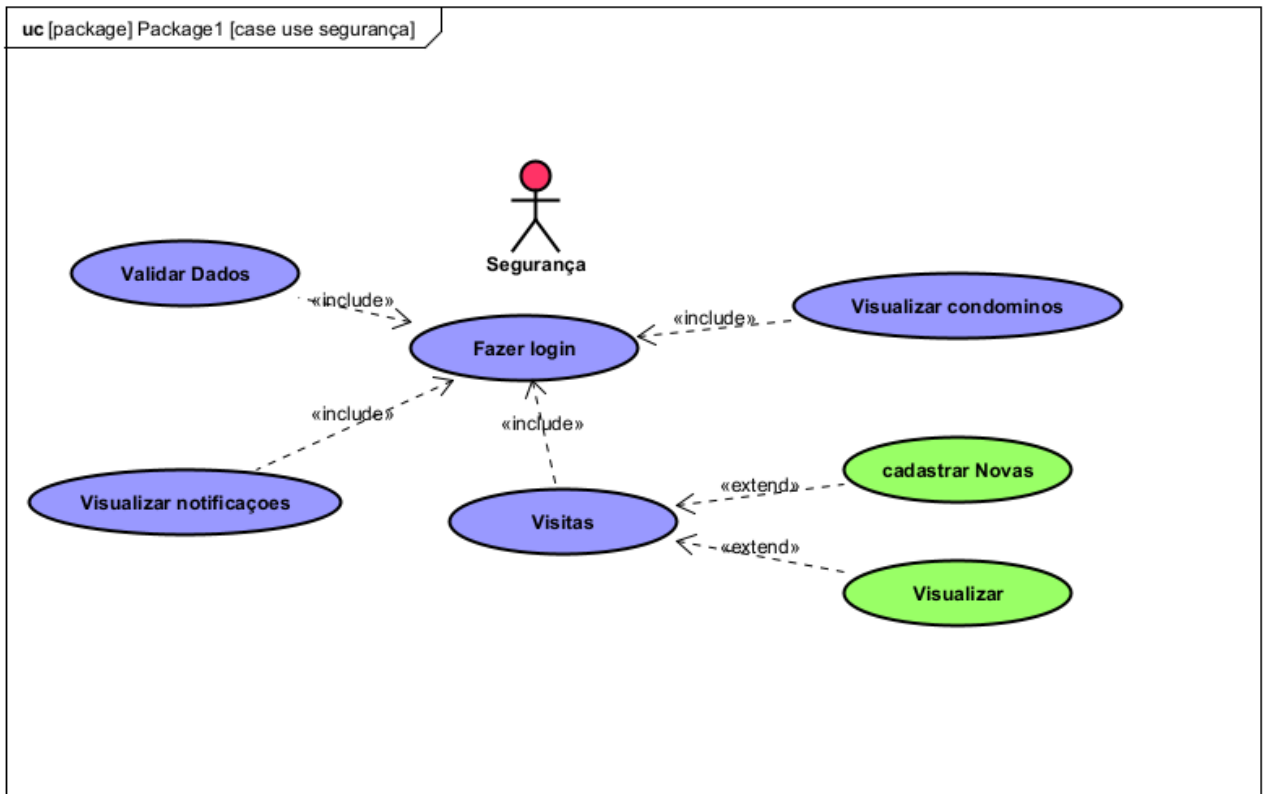 uc [package] Package1 [case use segurança]
Segurança
Validar Dados
«include»
Visualizar condominos
«include»
Fazer login
«include»
«include»
Visualizar notificaçoes
Visitas
«extend»
cadastrar Novas
«extend»
Visualizar